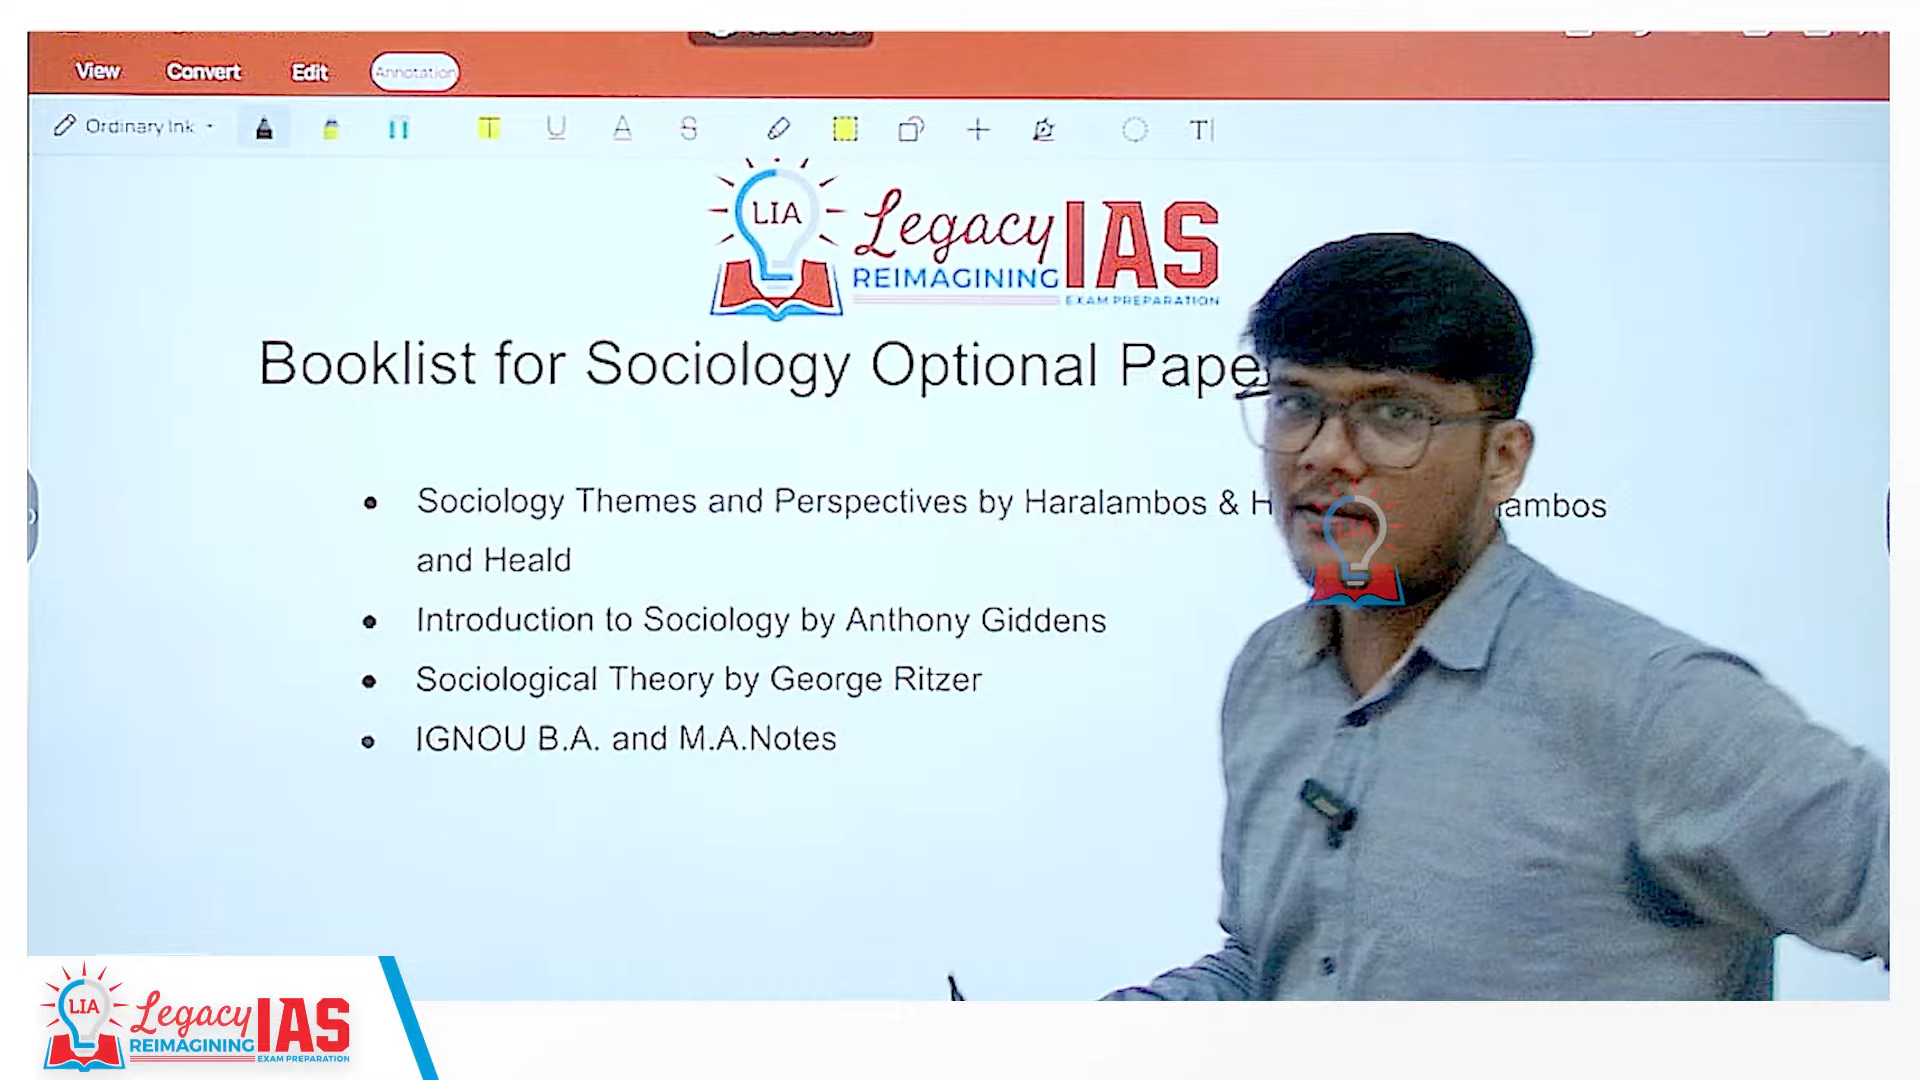 View Convert Edit Annotation
Ordinary Ink
LIA
Legacy IAS
REIMAGINING
EXAM PREPARATION
Booklist for Sociology Optional Pape
• Sociology Themes and Perspectives by Haralambos & H lambos
and Heald
• Introduction to Sociology by Anthony Giddens
• Sociological Theory by George Ritzer
• IGNOU B.A. and M.A.Notes
LIA
LIA
Legacy IAS
REIMAGINING
EXAM PREPARATION